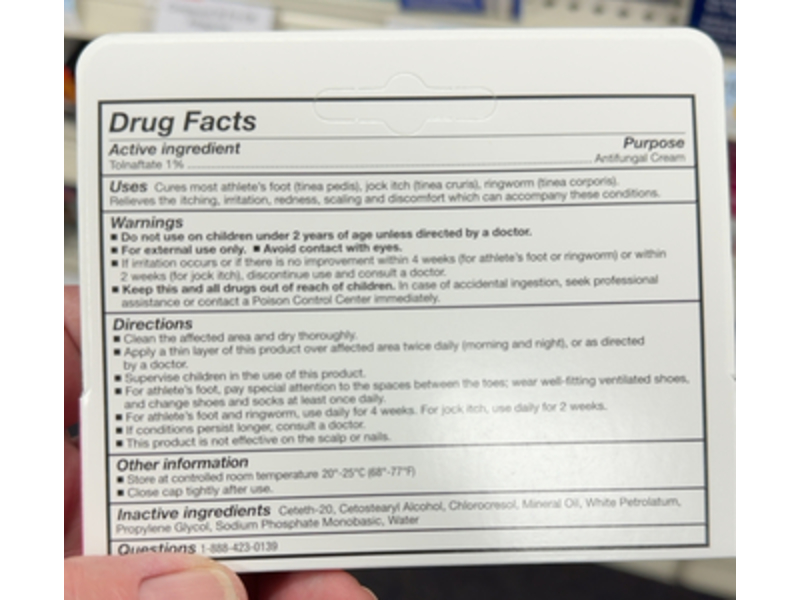 Drug Facts
Active ingredient Purpose
Tolnaftate 1% Antifungal Cream
Uses Cures most athlete's foot (tinea pedis), jock itch (tinea cruris), ringworm (tinea corporis).
Relieves the itching, irritation, redness, scaling and discomfort which can accompany these conditions.
Warnings
■ Do not use on children under 2 years of age unless directed by a doctor.
■ For external use only. ■ Avoid contact with eyes.
■ If irritation occurs or if there is no improvement within 4 weeks (for athlete's foot or ringworm) or within
2 weeks (for jock itch), discontinue use and consult a doctor.
■ Keep this and all drugs out of reach of children. In case of accidental ingestion, seek professional
assistance or contact a Poison Control Center immediately.
Directions
■ Clean the affected area and dry thoroughly.
■ Apply a thin layer of this product over affected area twice daily (morning and night), or as directed
by a doctor.
■ Supervise children in the use of this product.
■ For athlete's foot, pay special attention to the spaces between the toes; wear well-fitting ventilated shoes,
and change shoes and socks at least once daily.
■ For athlete's foot and ringworm, use daily for 4 weeks. For jock itch, use daily for 2 weeks.
■ If conditions persist longer, consult a doctor.
■ This product is not effective on the scalp or nails.
Other information
■ Store at controlled room temperature 20°-25°C (68°-77°F)
■ Close cap tightly after use.
Inactive ingredients Ceteth-20, Cetostearyl Alcohol, Chlorocresol, Mineral Oil, White Petrolatum,
Propylene Glycol, Sodium Phosphate Monobasic, Water
Questions 1-888-423-0139